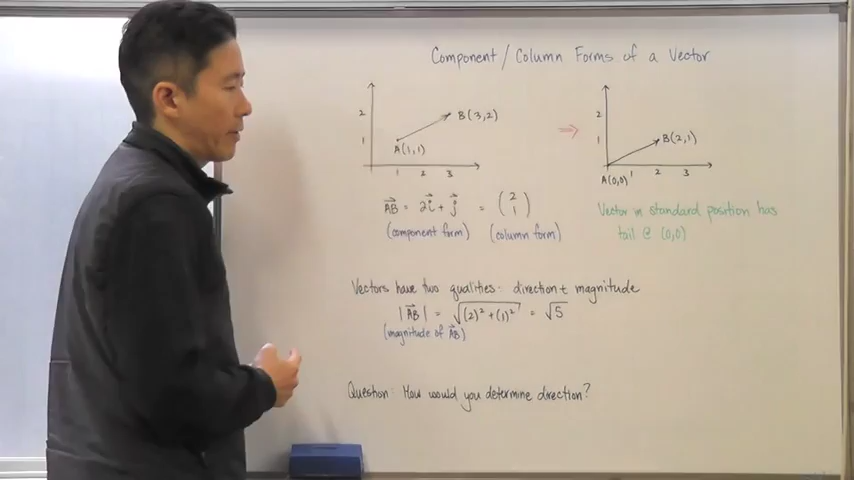 Component / Column Forms of a Vector
2
1
A(1,1)
B(3,2)
1 2 3
⇒
2
1
A(0,0)
B(2,1)
1 2 3
AB = 2i + j = (2 1)
(component form) (column form)
Vector in standard position has
tail @ (0,0)
Vectors have two qualities: direction + magnitude
|AB| = √(2)² + (1)² = √5
(magnitude of AB)
Question: How would you determine direction?